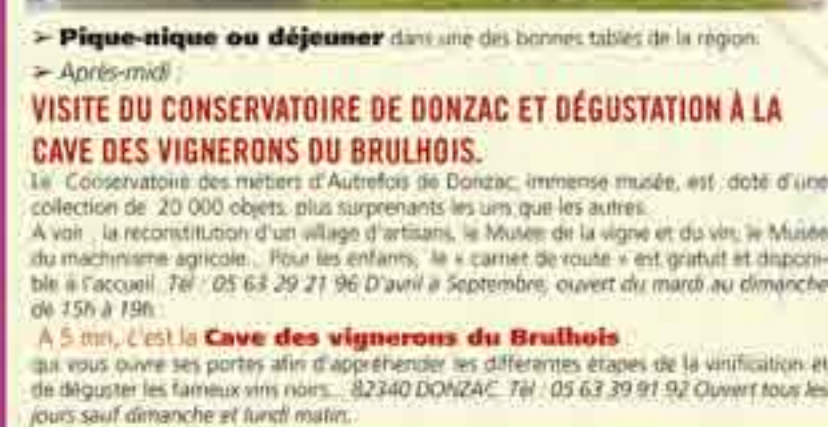 ➢ Pique-nique ou déjeuner dans une des bonnes tables de la région.
➢ Après-midi :
VISITE DU CONSERVATOIRE DE DONZAC ET DÉGUSTATION À LA
CAVE DES VIGNERONS DU BRULHOIS.
Le Conservatoire des métiers d'Autrefois de Donzac, immense musée, est doté d'une
collection de 20 000 objets plus surprenants les uns que les autres.
A voir : la reconstitution d'un village d'artisans, le Musée de la vigne et du vin, le Musée
du machinisme agricole... Pour les enfants, le « carnet de route » est gratuit et disponi-
ble à l'accueil. Tél : 05 63 29 21 96 D'avril à Septembre, ouvert du mardi au dimanche
de 15h à 19h.
A 5 mn, c'est la Cave des vignerons du Brulhois
qui vous ouvre ses portes afin d'appréhender les différentes étapes de la vinification et
de déguster les fameux vins noirs... 82340 DONZAC. Tél : 05 63 39 91 92 Ouvert tous les
jours sauf dimanche et lundi matin.